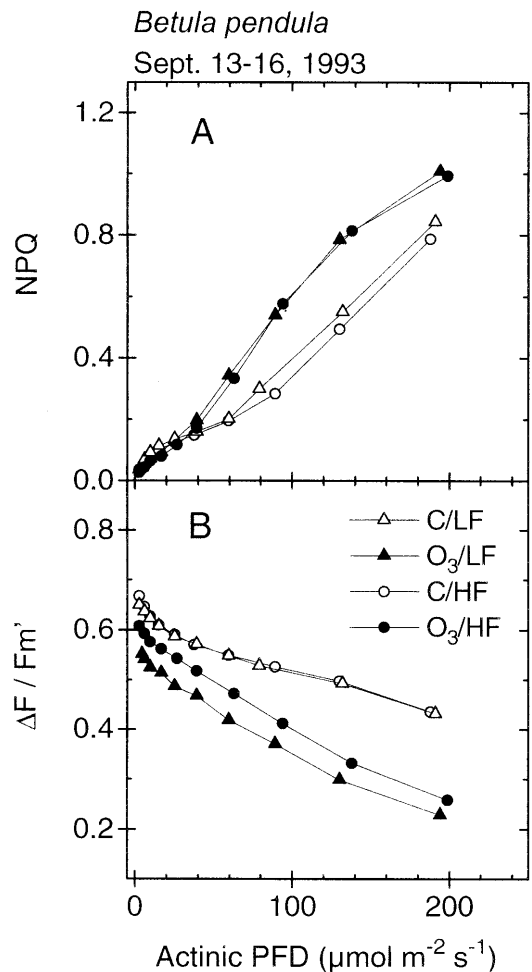 Betula pendula
Sept. 13-16, 1993
A
1.2
0.8
0.4
0.0
NPQ
B
C/LF
O₃/LF
C/HF
O₃/HF
0.8
0.6
0.4
0.2
ΔF / Fm'
0 100 200
Actinic PFD (µmol m⁻² s⁻¹)